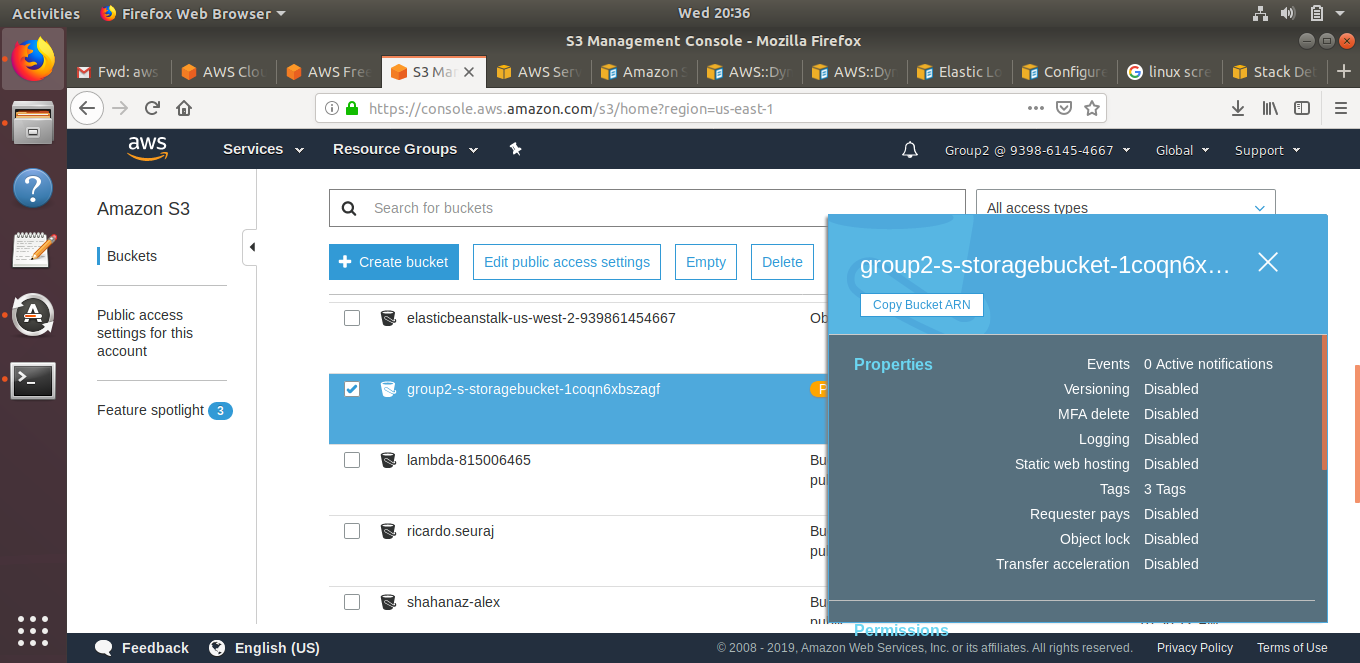 Activities Firefox Web Browser Wed 20:36
S3 Management Console - Mozilla Firefox
Fwd: aws AWS Clo AWS Free S3 Mar AWS Serv Amazon S AWS::Dyn AWS::Dyn Elastic Lo Configure linux scre Stack Det
https://console.aws.amazon.com/s3/home?region=us-east-1
aws Services Resource Groups Group2 @ 9398-6145-4667 Global Support
Amazon S3
Buckets
Public access
settings for this
account
Feature spotlight 3
Search for buckets All access types
Create bucket Edit public access settings Empty Delete
elasticbeanstalk-us-west-2-939861454667 Ob
group2-s-storagebucket-1coqn6xbszagf P
lambda-815006465 Bu
pul
ricardo.seuraj Bu
pul
shahanaz-alex Bu
group2-s-storagebucket-1coqn6x…
Copy Bucket ARN
Properties Events 0 Active notifications
Versioning Disabled
MFA delete Disabled
Logging Disabled
Static web hosting Disabled
Tags 3 Tags
Requester pays Disabled
Object lock Disabled
Transfer acceleration Disabled
Permissions
Feedback English (US) © 2008 - 2019, Amazon Web Services, Inc. or its affiliates. All rights reserved. Privacy Policy Terms of Use